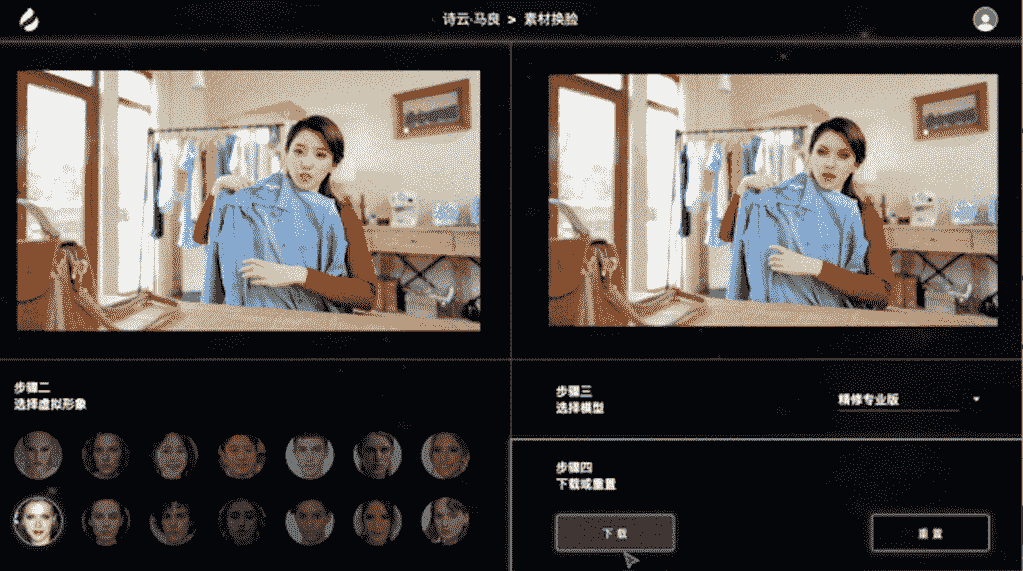 诗云·马良 > 素材换脸
步骤二
选择虚拟形象
步骤三
选择模型
精修专业版
步骤四
下载或重置
下载
重置